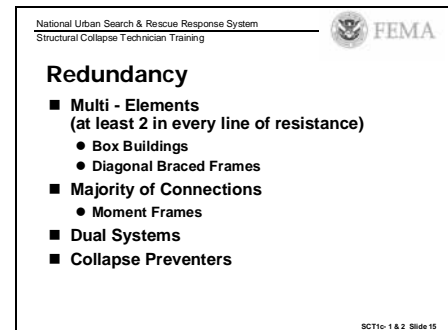 National Urban Search & Rescue Response System
Structural Collapse Technician Training
FEMA
Redundancy
■ Multi - Elements
(at least 2 in every line of resistance)
● Box Buildings
● Diagonal Braced Frames
■ Majority of Connections
● Moment Frames
■ Dual Systems
■ Collapse Preventers
SCT1c- 1 & 2 Slide 15